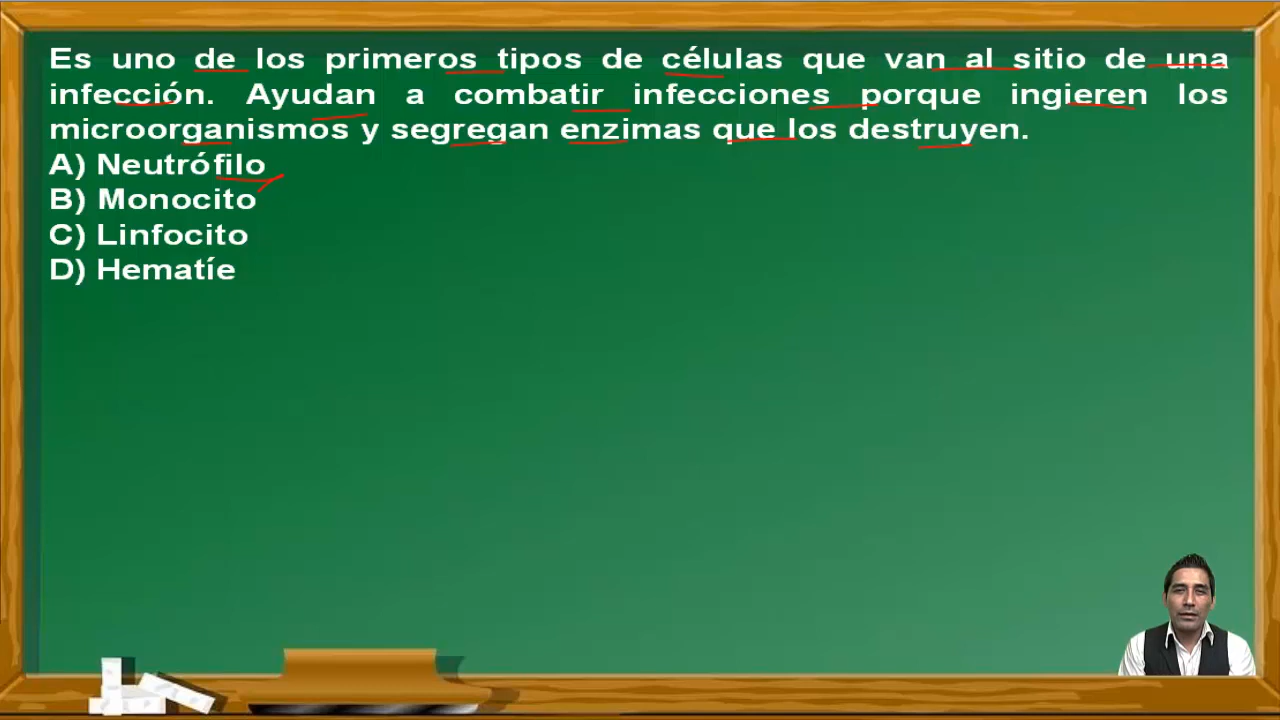 Es uno de los primeros tipos de células que van al sitio de una
infección. Ayudan a combatir infecciones porque ingieren los
microorganismos y segregan enzimas que los destruyen.
A) Neutrófilo
B) Monocito
C) Linfocito
D) Hematíe